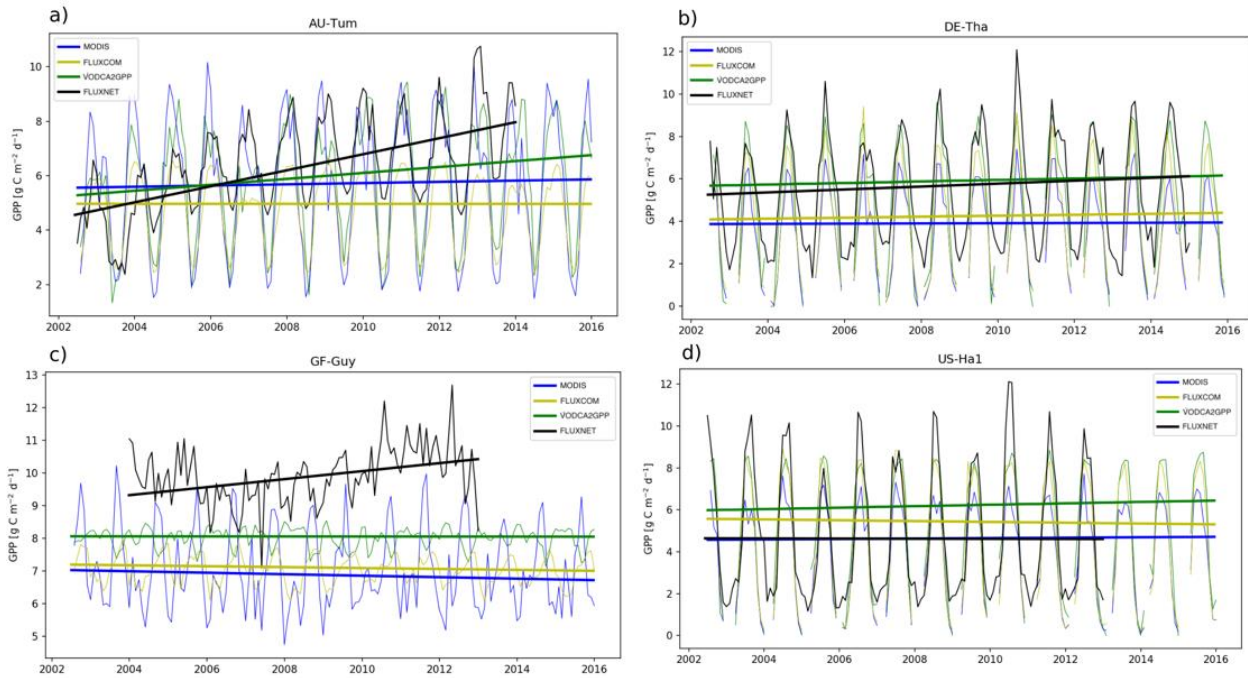 a)
AU-Tum
GPP [g C m⁻² d⁻¹]
10
8
6
4
2
MODIS
FLUXCOM
VODCA2GPP
FLUXNET
2002 2004 2006 2008 2010 2012 2014 2016
b)
DE-Tha
GPP [g C m⁻² d⁻¹]
12
10
8
6
4
2
0
MODIS
FLUXCOM
VODCA2GPP
FLUXNET
2002 2004 2006 2008 2010 2012 2014 2016
c)
GF-Guy
GPP [g C m⁻² d⁻¹]
13
12
11
10
9
8
7
6
5
MODIS
FLUXCOM
VODCA2GPP
FLUXNET
2002 2004 2006 2008 2010 2012 2014 2016
d)
US-Ha1
GPP [g C m⁻² d⁻¹]
12
10
8
6
4
2
0
MODIS
FLUXCOM
VODCA2GPP
FLUXNET
2002 2004 2006 2008 2010 2012 2014 2016